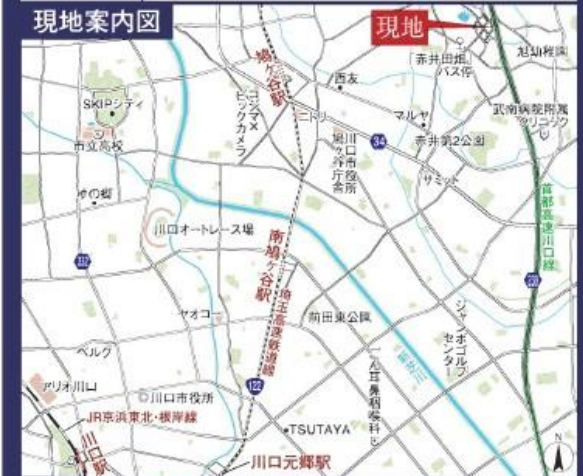 現地案内図
現地
赤井田畑
バス停
旭幼稚園
鳩ヶ谷駅
西友
SKIPシティ
コジマ×
ビックカメラ
ニトリ
マルヤ
武南病院附属
クリニック
34
川口市役所
鳩ヶ谷庁舎
赤井第2公園
市立高校
サミット
ゆの郷
首都高速川口線
川口オートレース場
南鳩ヶ谷駅
332
埼玉高速鉄道線
ヤオコー
前田東公園
ジャンボゴルフ
センター
新芝川
ベルク
アリオ川口
122
川口市役所
JR京浜東北・根岸線
川口駅
TSUTAYA
川口元郷駅
N